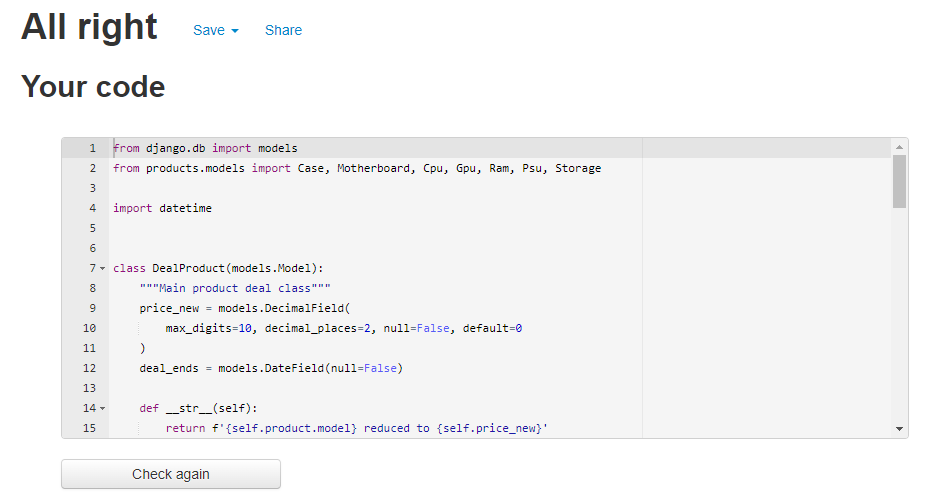 All right Save Share
Your code
1 from django.db import models
2 from products.models import Case, Motherboard, Cpu, Gpu, Ram, Psu, Storage
3
4 import datetime
5
6
7 class DealProduct(models.Model):
8     """Main product deal class"""
9     price_new = models.DecimalField(
10         max_digits=10, decimal_places=2, null=False, default=0
11     )
12     deal_ends = models.DateField(null=False)
13
14     def __str__(self):
15         return f'{self.product.model} reduced to {self.price_new}'
Check again